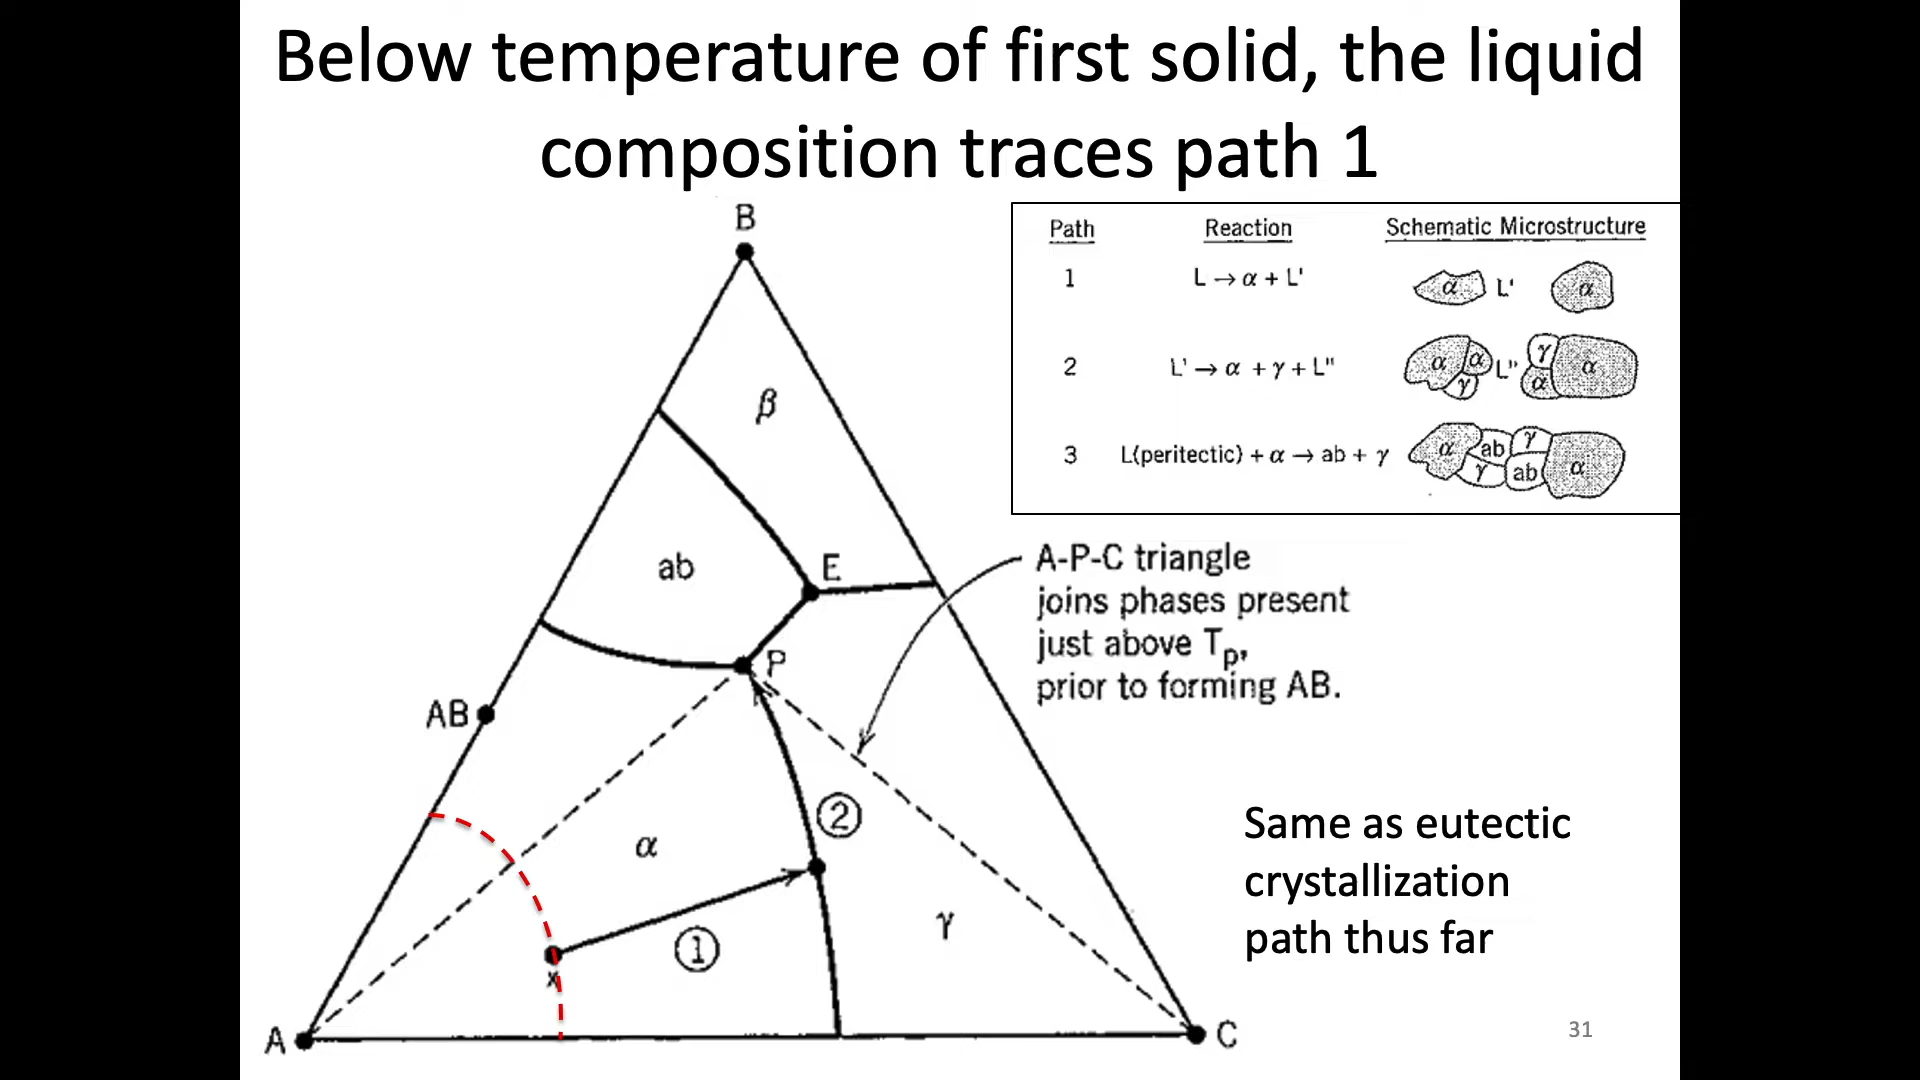 Below temperature of first solid, the liquid
composition traces path 1
Path Reaction Schematic Microstructure
1 L → α + L' α L' α
2 L' → α + γ + L" α α γ L" γ α α
3 L(peritectic) + α → ab + γ α ab γ γ ab α
B
β
ab
E
P
AB
A-P-C triangle
joins phases present
just above Tp,
prior to forming AB.
α
②
γ
①
x
Same as eutectic
crystallization
path thus far
A
C
31